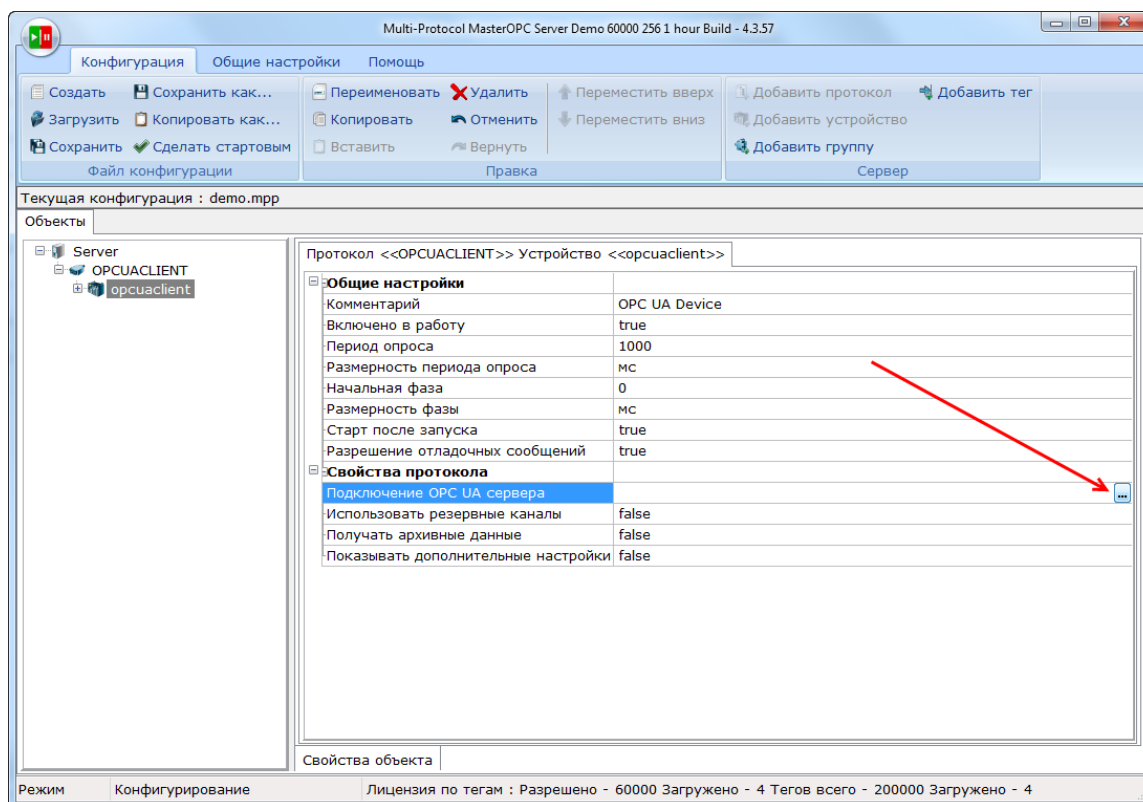 Multi-Protocol MasterOPC Server Demo 60000 256 1 hour Build - 4.3.57
Конфигурация Общие настройки Помощь
Создать Сохранить как... Переименовать Удалить Переместить вверх Добавить протокол Добавить тег
Загрузить Копировать как... Копировать Отменить Переместить вниз Добавить устройство
Сохранить Сделать стартовым Вставить Вернуть Добавить группу
Файл конфигурации Правка Сервер
Текущая конфигурация : demo.mpp
Объекты
Server
OPCUACLIENT
opcuaclient
Протокол <<OPCUACLIENT>> Устройство <<opcuaclient>>
Общие настройки
Комментарий OPC UA Device
Включено в работу true
Период опроса 1000
Размерность периода опроса мс
Начальная фаза 0
Размерность фазы мс
Старт после запуска true
Разрешение отладочных сообщений true
Свойства протокола
Подключение OPC UA сервера ...
Использовать резервные каналы false
Получать архивные данные false
Показывать дополнительные настройки false
Свойства объекта
Режим Конфигурирование Лицензия по тегам : Разрешено - 60000 Загружено - 4 Тегов всего - 200000 Загружено - 4